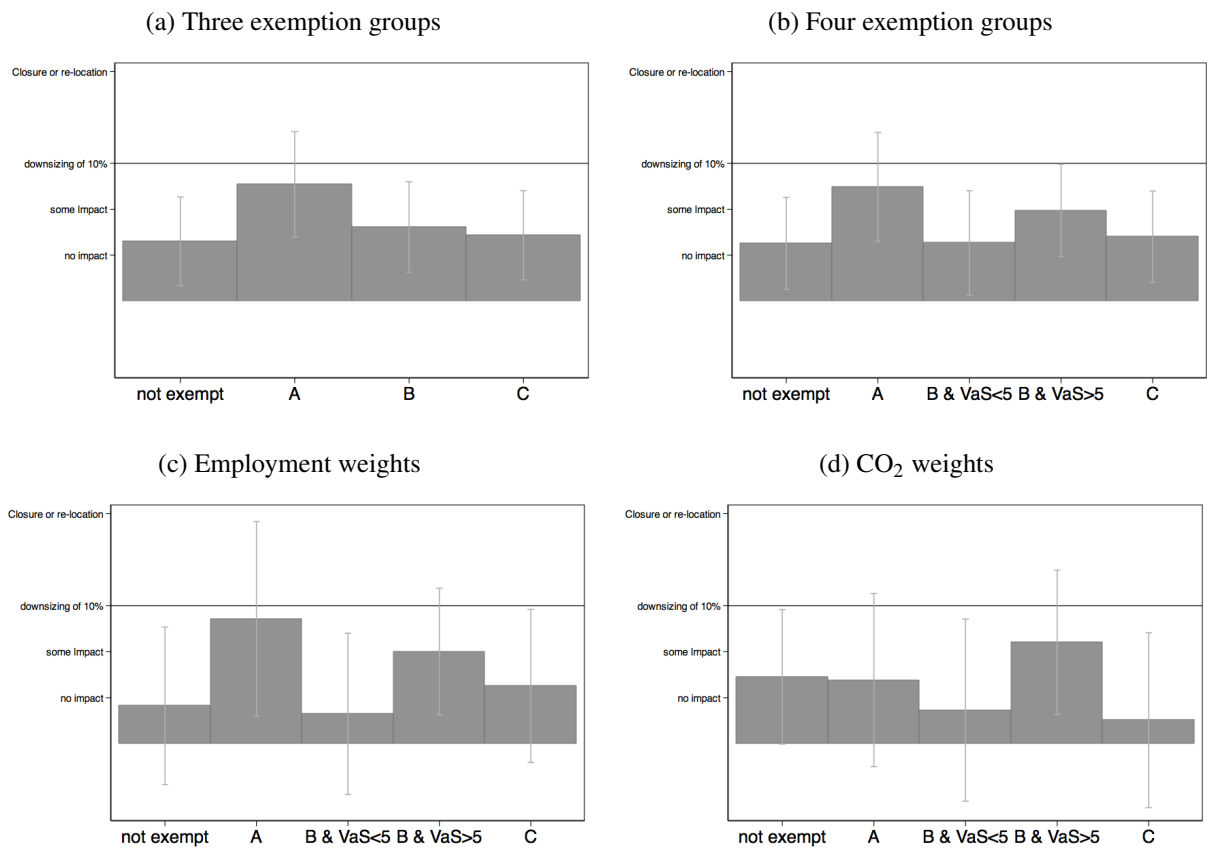 (a) Three exemption groups
Closure or re-location
downsizing of 10%
some Impact
no impact
not exempt A B C
(b) Four exemption groups
Closure or re-location
downsizing of 10%
some Impact
no impact
not exempt A B & VaS<5 B & VaS>5 C
(c) Employment weights
Closure or re-location
downsizing of 10%
some Impact
no impact
not exempt A B & VaS<5 B & VaS>5 C
(d) CO₂ weights
Closure or re-location
downsizing of 10%
some Impact
no impact
not exempt A B & VaS<5 B & VaS>5 C